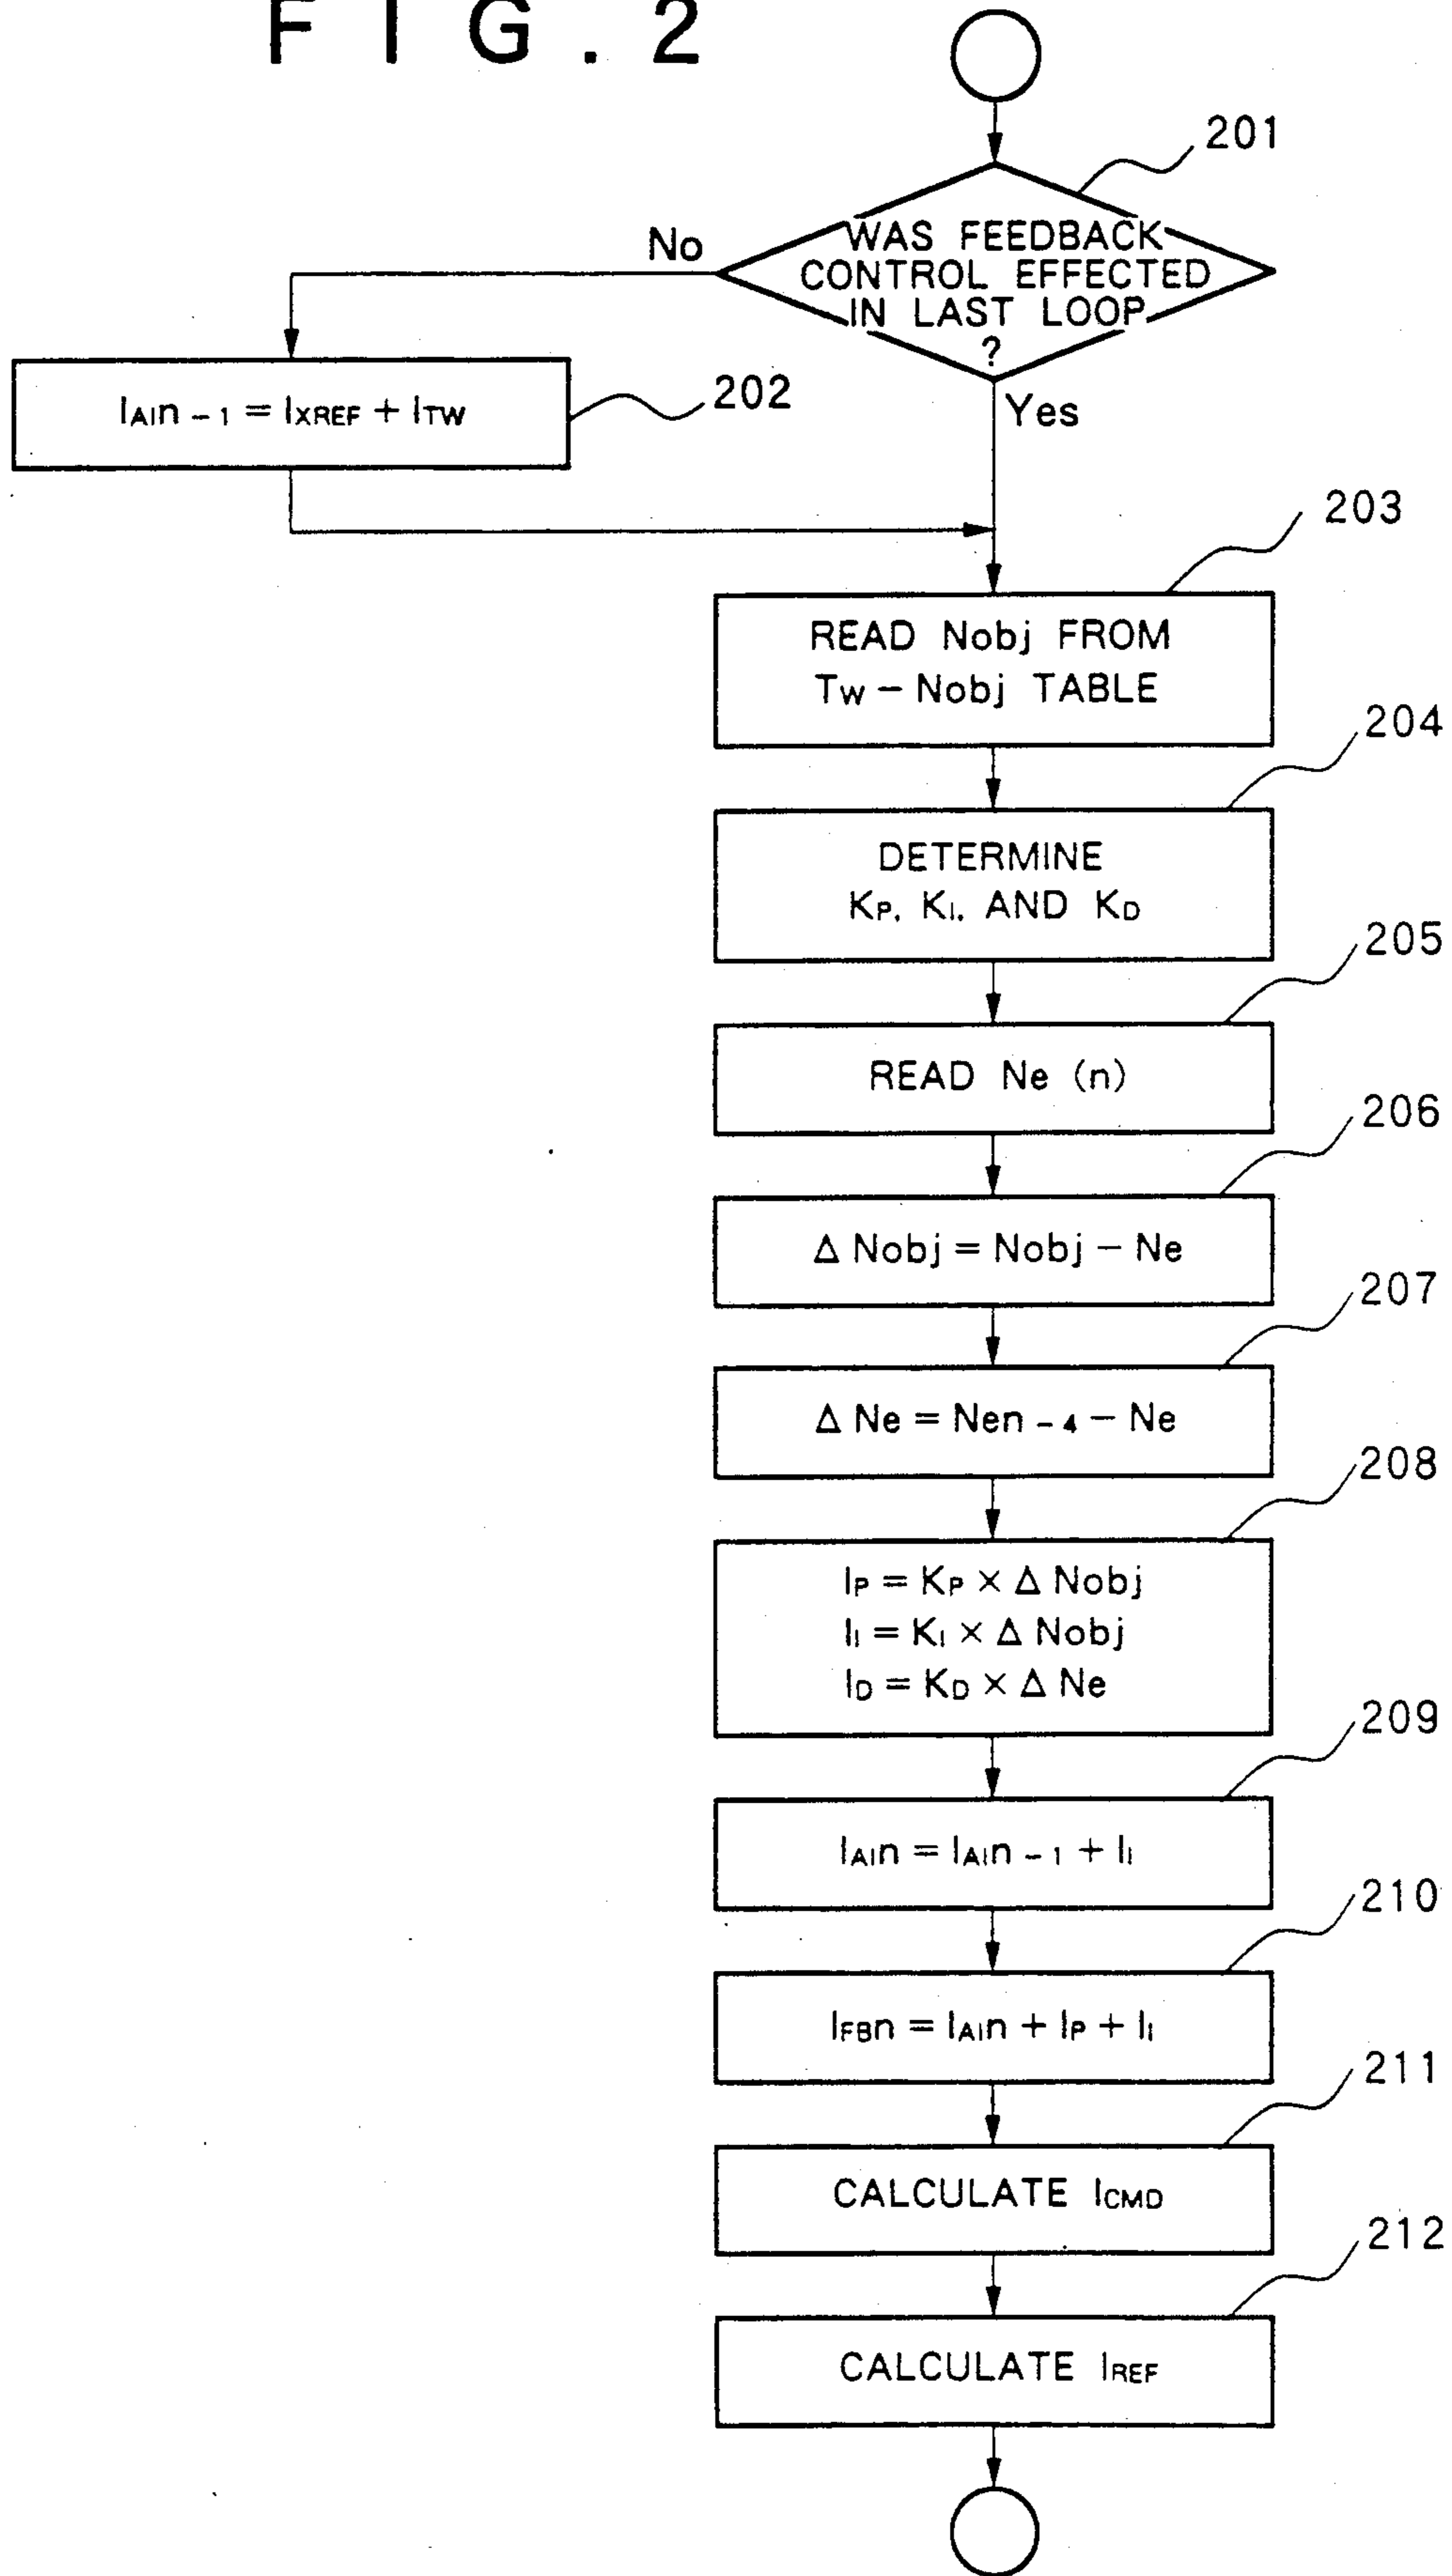 FIG. 2
201
WAS FEEDBACK
CONTROL EFFECTED
IN LAST LOOP
?
No
Yes
IAIn-1 = IXREF + ITW
202
203
READ Nobj FROM
Tw - Nobj TABLE
204
DETERMINE
KP, KI, AND KD
205
READ Ne (n)
206
Δ Nobj = Nobj - Ne
207
Δ Ne = Nen-4 - Ne
208
IP = KP × Δ Nobj
II = KI × Δ Nobj
ID = KD × Δ Ne
209
IAIn = IAIn-1 + II
210
IFBn = IAIn + IP + II
211
CALCULATE ICMD
212
CALCULATE IREF